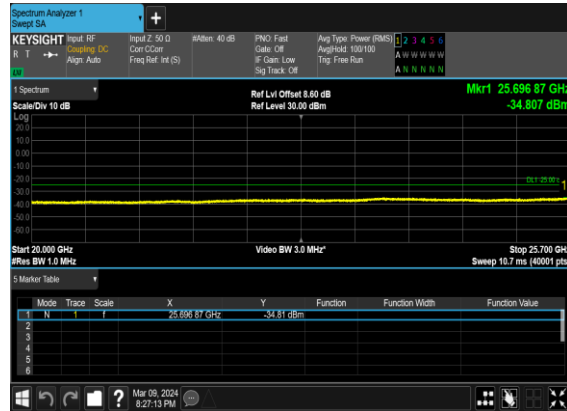 Spectrum Analyzer 1
Swept SA
+
KEYSIGHT Input: RF Input Z: 50 Ω #Atten: 40 dB PNO: Fast Avg Type: Power (RMS) 1 2 3 4 5 6
R T Coupling: DC Corr CCorr Gate: Off Avg|Hold: 100/100 A W W W W W
Align: Auto Freq Ref: Int (S) IF Gain: Low Trig: Free Run
LW Sig Track: Off A N N N N N
1 Spectrum Ref Lvl Offset 8.60 dB Mkr1 25.696 87 GHz
Scale/Div 10 dB Ref Level 30.00 dBm -34.807 dBm
Log
20.0
10.0
0.00
-10.0
-20.0
DL1 -25.00
1
-30.0
-40.0
-50.0
-60.0
Start 20.000 GHz Video BW 3.0 MHz* Stop 25.700 GHz
#Res BW 1.0 MHz Sweep 10.7 ms (40001 pts
5 Marker Table
Mode Trace Scale X Y Function Function Width Function Value
1 N 1 f 25.696 87 GHz -34.81 dBm
2
3
4
5
6
? Mar 09, 2024
8:27:13 PM